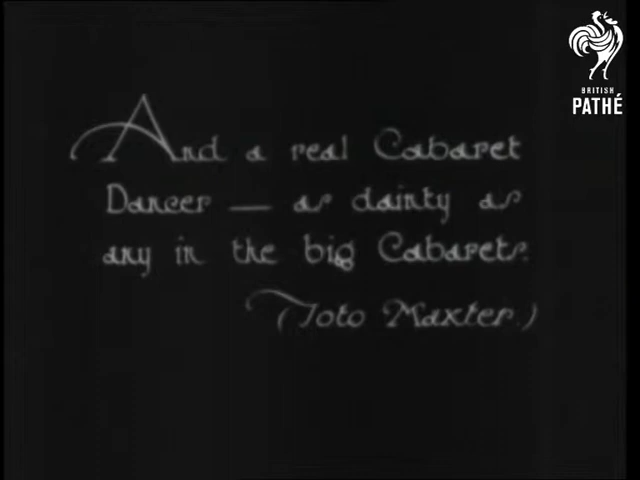 BRITISH
PATHÉ
And a real Cabaret
Dancer — as dainty as
any in the big Cabarets.
(Toto Maxter.)